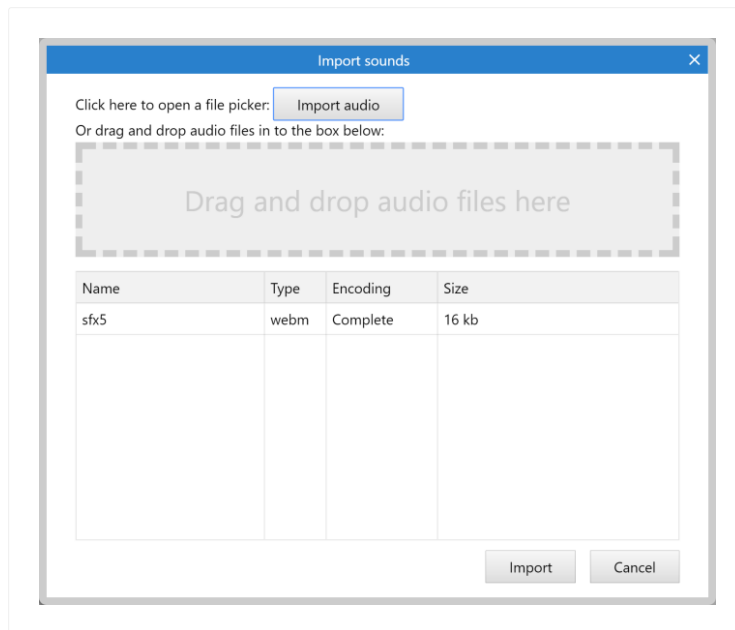 Import sounds
Click here to open a file picker: Import audio
Or drag and drop audio files in to the box below:
Drag and drop audio files here
Name Type Encoding Size
sfx5 webm Complete 16 kb
Import Cancel